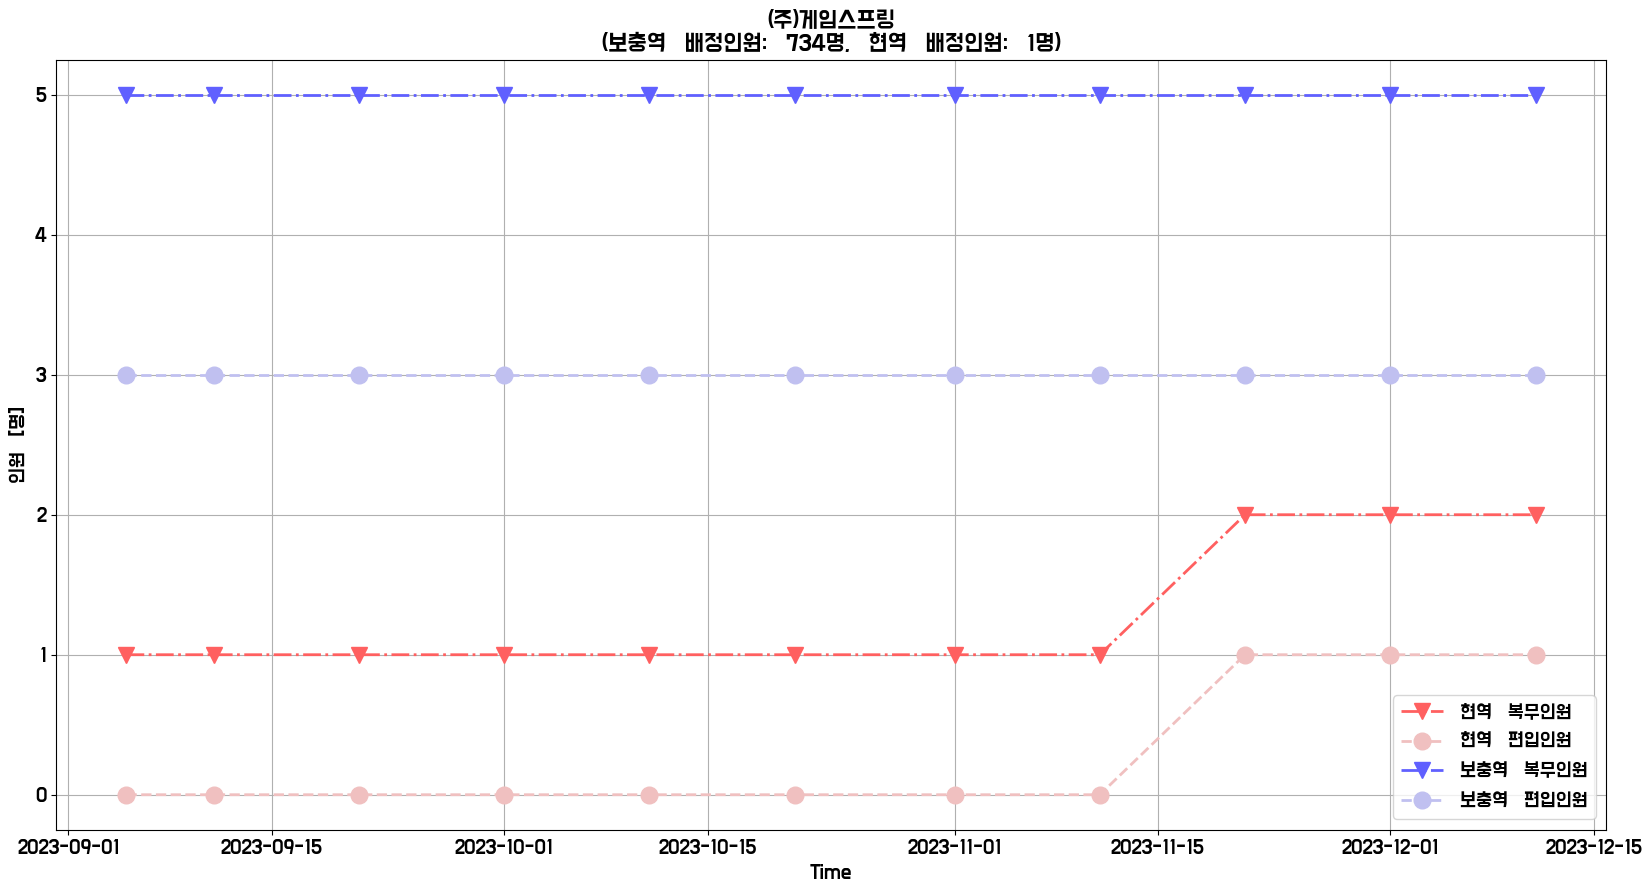 (주)게임스프링
(보충역 배정인원: 734명, 현역 배정인원: 1명)
5
4
3
2
1
0
인원 [명]
2023-09-01 2023-09-15 2023-10-01 2023-10-15 2023-11-01 2023-11-15 2023-12-01 2023-12-15
Time
현역 복무인원
현역 편입인원
보충역 복무인원
보충역 편입인원